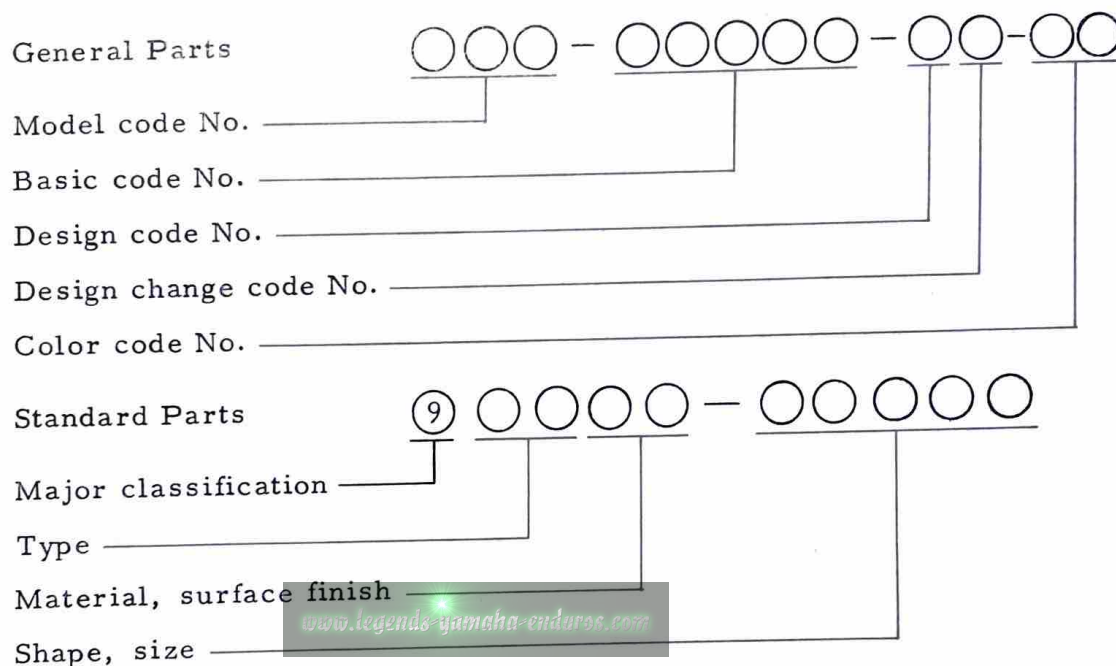 General Parts ○○○ - ○○○○○ - ○○-○○
Model code No.
Basic code No.
Design code No.
Design change code No.
Color code No.
Standard Parts ⑨○○○○ — ○○○○○
Major classification
Type
Material, surface finish
www.legends-yamaha-enduros.com
Shape, size